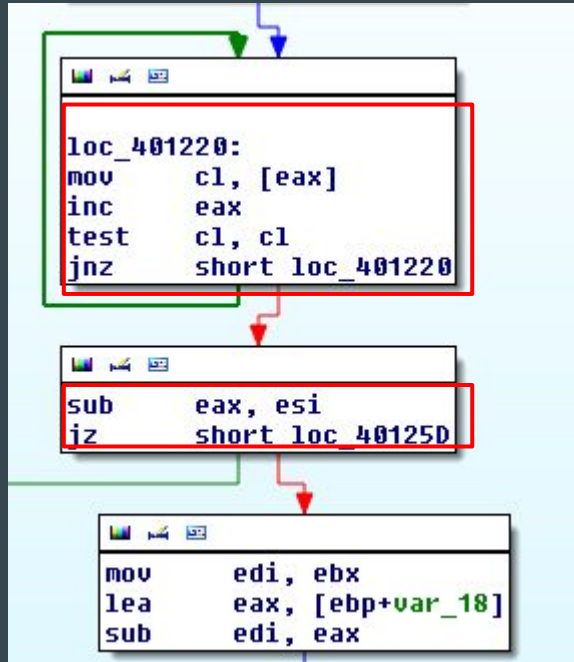 loc_401220:
mov cl, [eax]
inc eax
test cl, cl
jnz short loc_401220
sub eax, esi
jz short loc_40125D
mov edi, ebx
lea eax, [ebp+var_18]
sub edi, eax